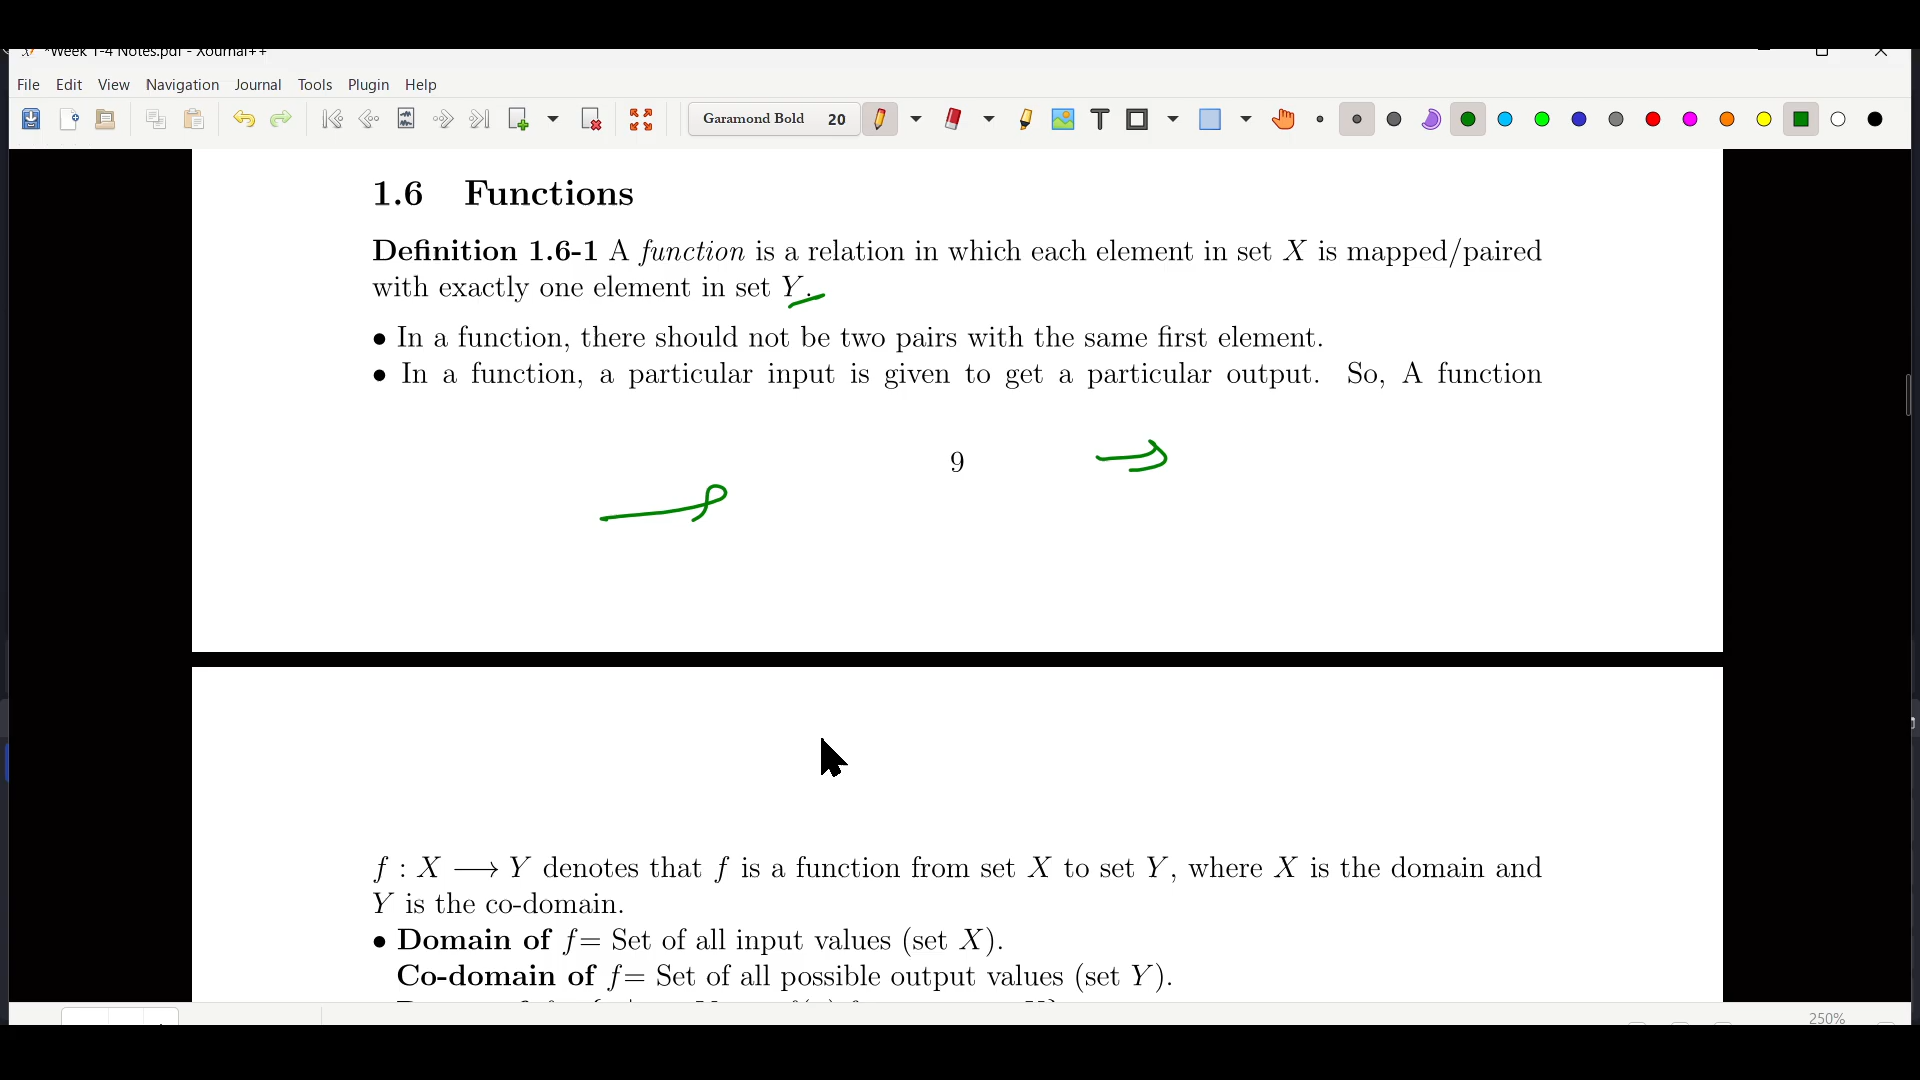 *Week 1-4 Notes.pdf - Xournal++
File Edit View Navigation Journal Tools Plugin Help
Garamond Bold 20
1.6 Functions
Definition 1.6-1 A function is a relation in which each element in set X is mapped/paired
with exactly one element in set Y.
• In a function, there should not be two pairs with the same first element.
• In a function, a particular input is given to get a particular output. So, A function
9
f : X ⟶ Y denotes that f is a function from set X to set Y, where X is the domain and
Y is the co-domain.
• Domain of f= Set of all input values (set X).
Co-domain of f= Set of all possible output values (set Y).
250%